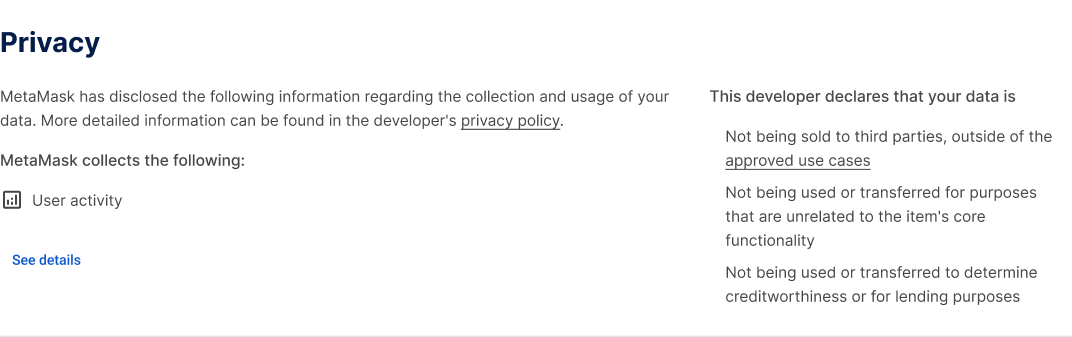 Privacy
MetaMask has disclosed the following information regarding the collection and usage of your
data. More detailed information can be found in the developer's privacy policy.
MetaMask collects the following:
User activity
See details
This developer declares that your data is
Not being sold to third parties, outside of the
approved use cases
Not being used or transferred for purposes
that are unrelated to the item's core
functionality
Not being used or transferred to determine
creditworthiness or for lending purposes